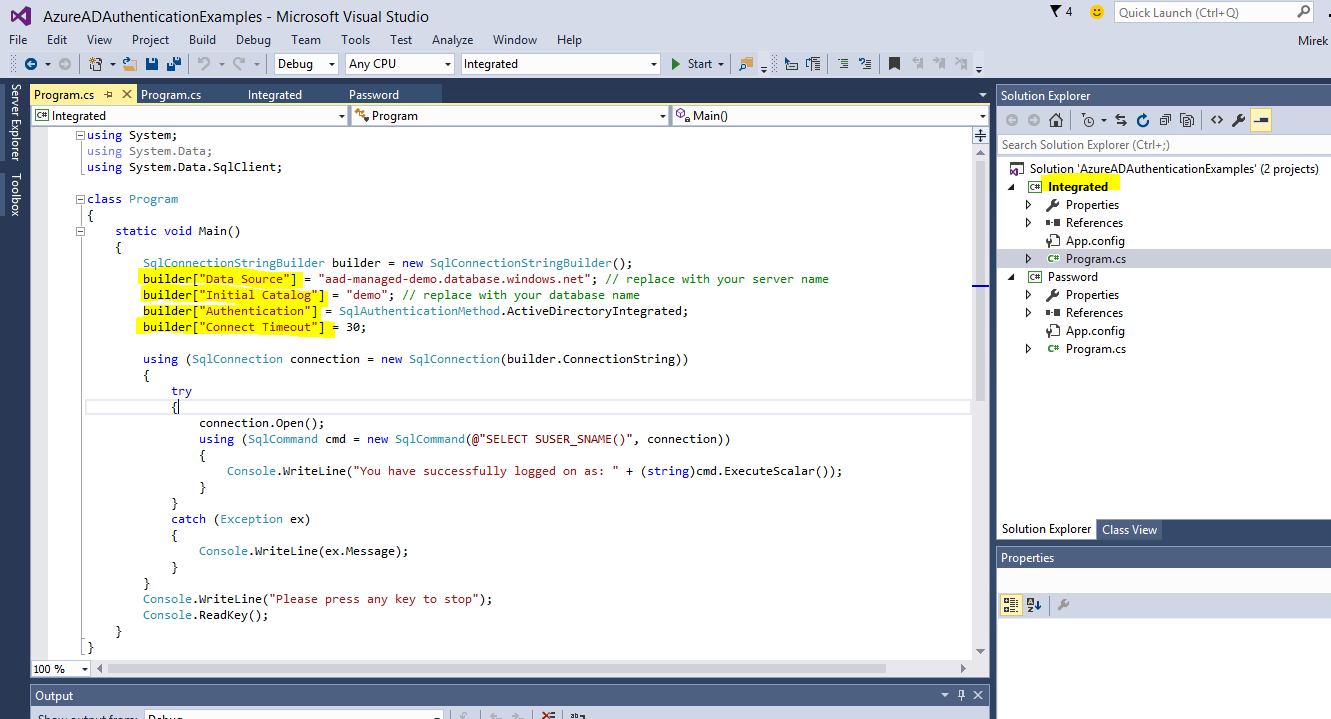 AzureADAuthenticationExamples - Microsoft Visual Studio
4
Quick Launch (Ctrl+Q)
File Edit View Project Build Debug Team Tools Test Analyze Window Help
Mirek
Debug Any CPU Integrated Start
Server Explorer
Toolbox
Program.cs Program.cs Integrated Password
C# Integrated Program Main()
using System;
using System.Data;
using System.Data.SqlClient;
class Program
{
static void Main()
{
SqlConnectionStringBuilder builder = new SqlConnectionStringBuilder();
builder["Data Source"] = "aad-managed-demo.database.windows.net"; // replace with your server name
builder["Initial Catalog"] = "demo"; // replace with your database name
builder["Authentication"] = SqlAuthenticationMethod.ActiveDirectoryIntegrated;
builder["Connect Timeout"] = 30;
using (SqlConnection connection = new SqlConnection(builder.ConnectionString))
{
try
{
connection.Open();
using (SqlCommand cmd = new SqlCommand(@"SELECT SUSER_SNAME()", connection))
{
Console.WriteLine("You have successfully logged on as: " + (string)cmd.ExecuteScalar());
}
}
catch (Exception ex)
{
Console.WriteLine(ex.Message);
}
}
Console.WriteLine("Please press any key to stop");
Console.ReadKey();
}
}
100 %
Output
Show output from: Debug
Solution Explorer
Search Solution Explorer (Ctrl+;)
Solution 'AzureADAuthenticationExamples' (2 projects)
C# Integrated
Properties
References
App.config
C# Program.cs
C# Password
Properties
References
App.config
C# Program.cs
Solution Explorer Class View
Properties